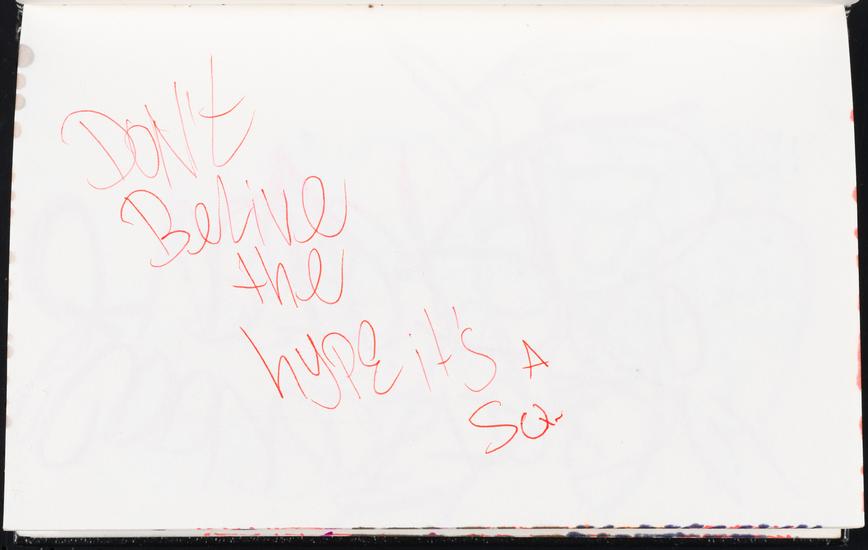 DON't
Belive
the
hype it's A
SQ.